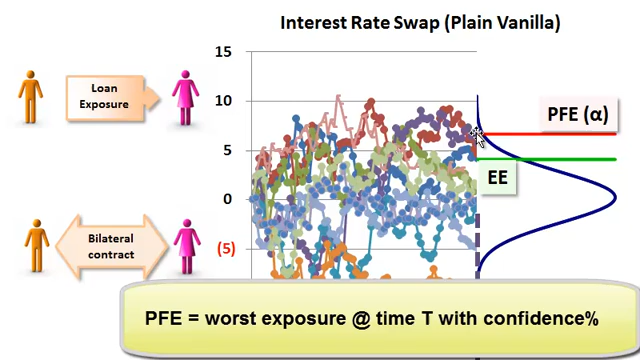 Interest Rate Swap (Plain Vanilla)
15
10
5
0
(5)
Loan
Exposure
Bilateral
contract
PFE (α)
EE
PFE = worst exposure @ time T with confidence%